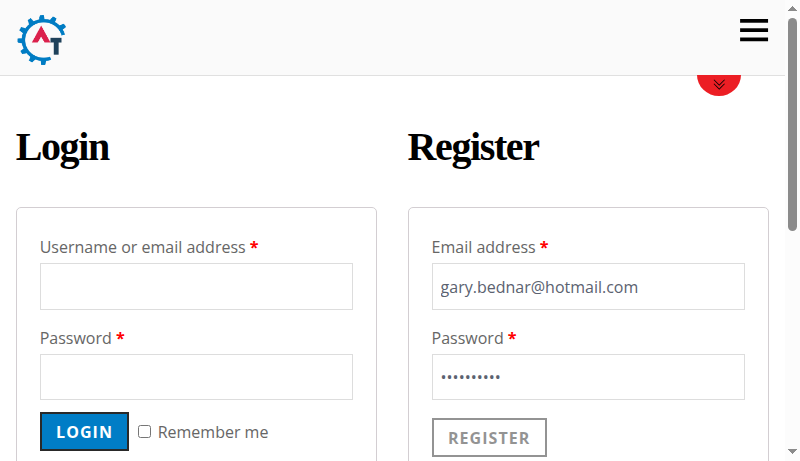 AT
Login
Register
Username or email address *
Password *
LOGIN
Remember me
Email address *
gary.bednar@hotmail.com
Password *
••••••••••
REGISTER